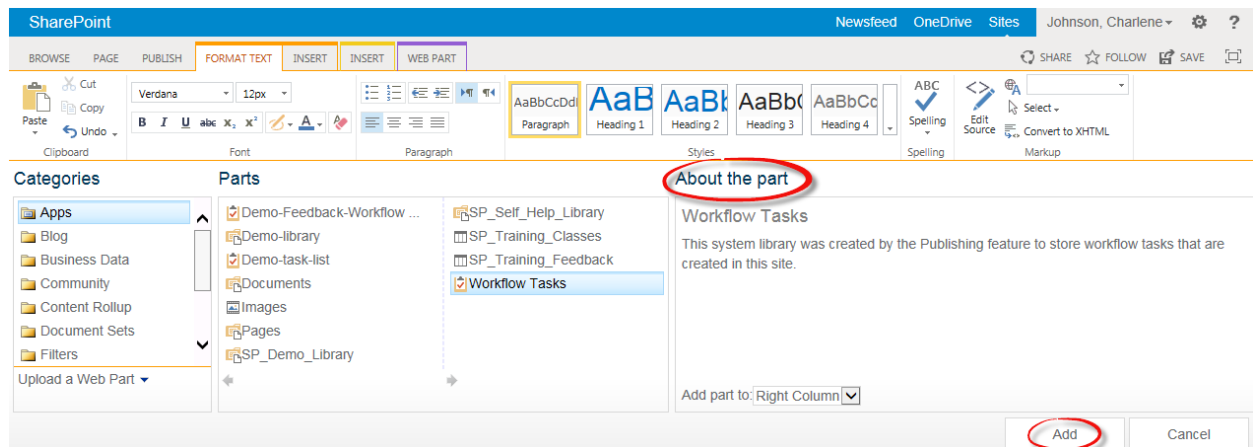 SharePoint Newsfeed OneDrive Sites Johnson, Charlene ?
BROWSE PAGE PUBLISH FORMAT TEXT INSERT INSERT WEB PART SHARE FOLLOW SAVE
Paste
Cut
Copy
Undo
Clipboard
Verdana 12px
B I U abc X₂ X² A
Font
Paragraph
AaBbCcDdI Paragraph
AaB Heading 1
AaBb Heading 2
AaBb( Heading 3
AaBbCc Heading 4
Styles
ABC
Spelling
Spelling
Edit Source
Select
Convert to XHTML
Markup
Categories
Apps
Blog
Business Data
Community
Content Rollup
Document Sets
Filters
Upload a Web Part
Parts
Demo-Feedback-Workflow ...
Demo-library
Demo-task-list
Documents
Images
Pages
SP_Demo_Library
SP_Self_Help_Library
SP_Training_Classes
SP_Training_Feedback
Workflow Tasks
About the part
Workflow Tasks
This system library was created by the Publishing feature to store workflow tasks that are
created in this site.
Add part to: Right Column
Add Cancel